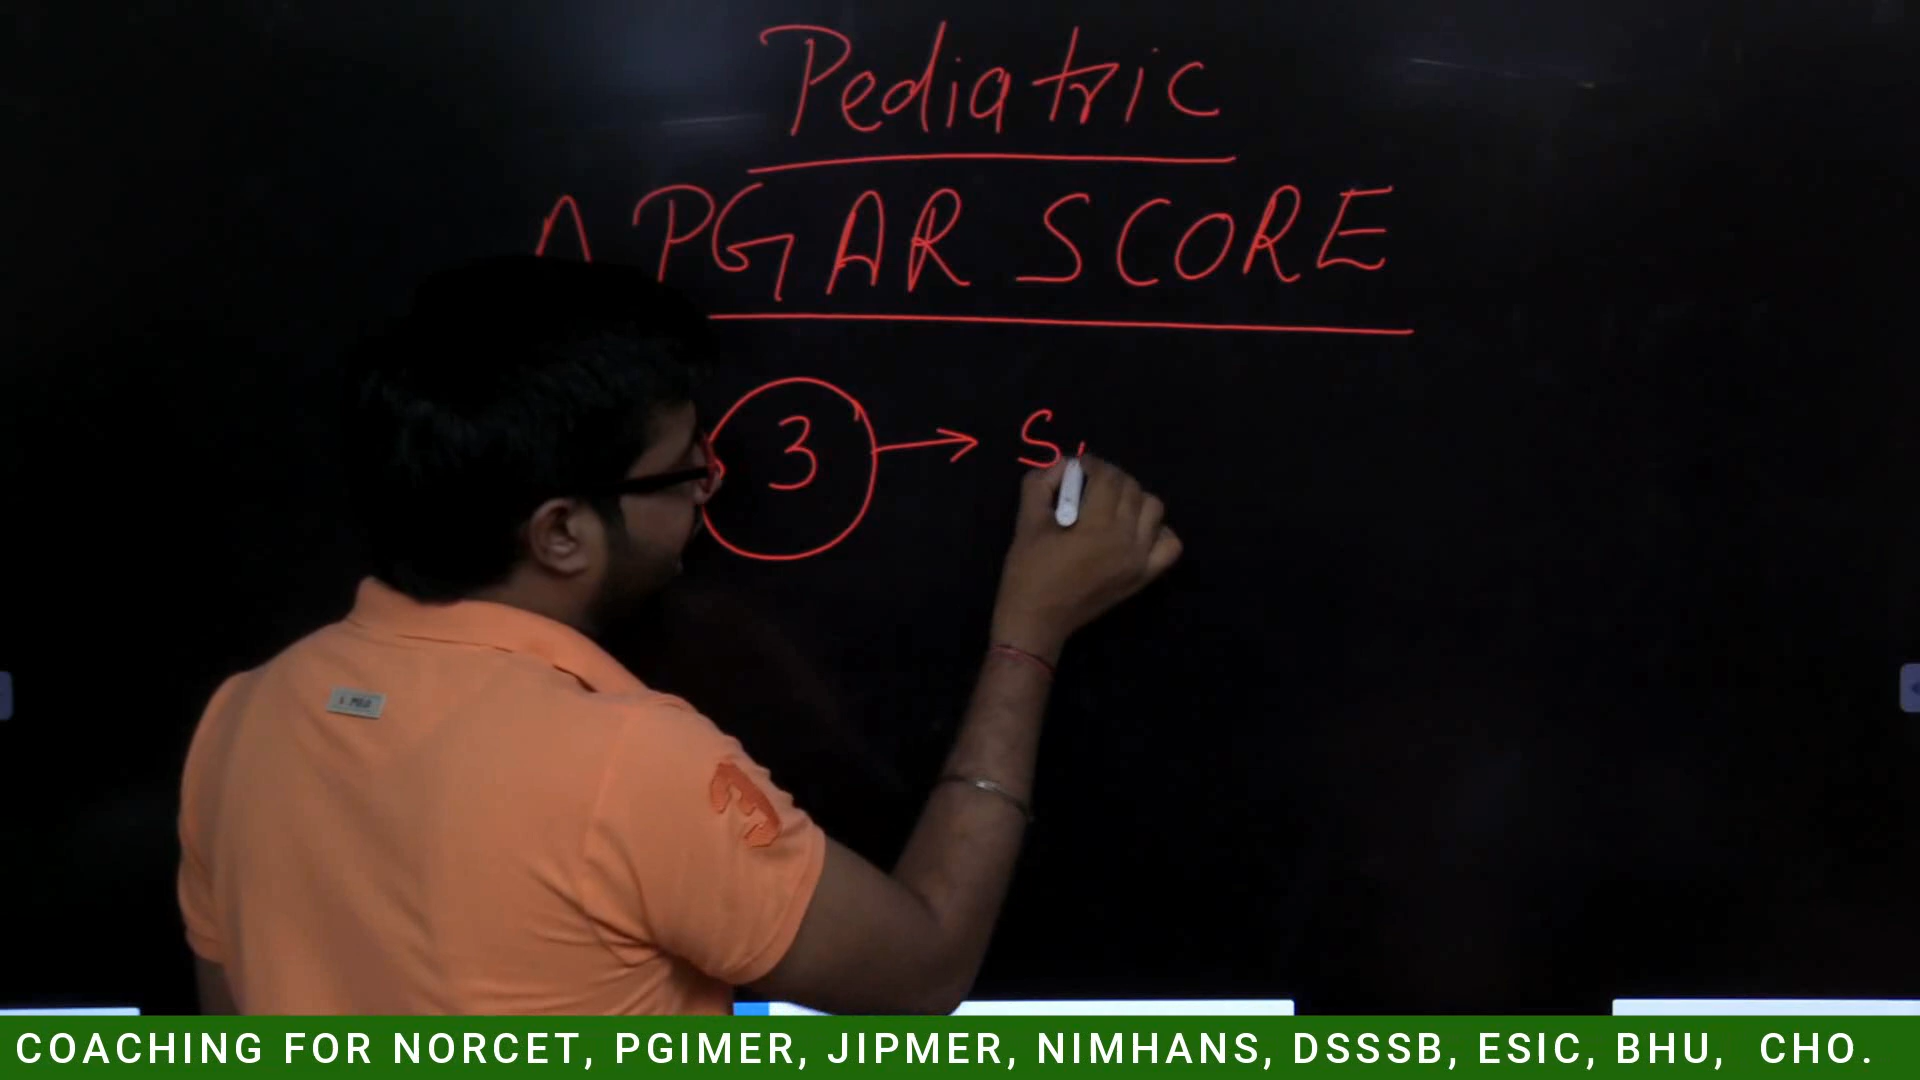 Pediatric
APGAR SCORE
3 → S
COACHING FOR NORCET, PGIMER, JIPMER, NIMHANS, DSSSB, ESIC, BHU, CHO.